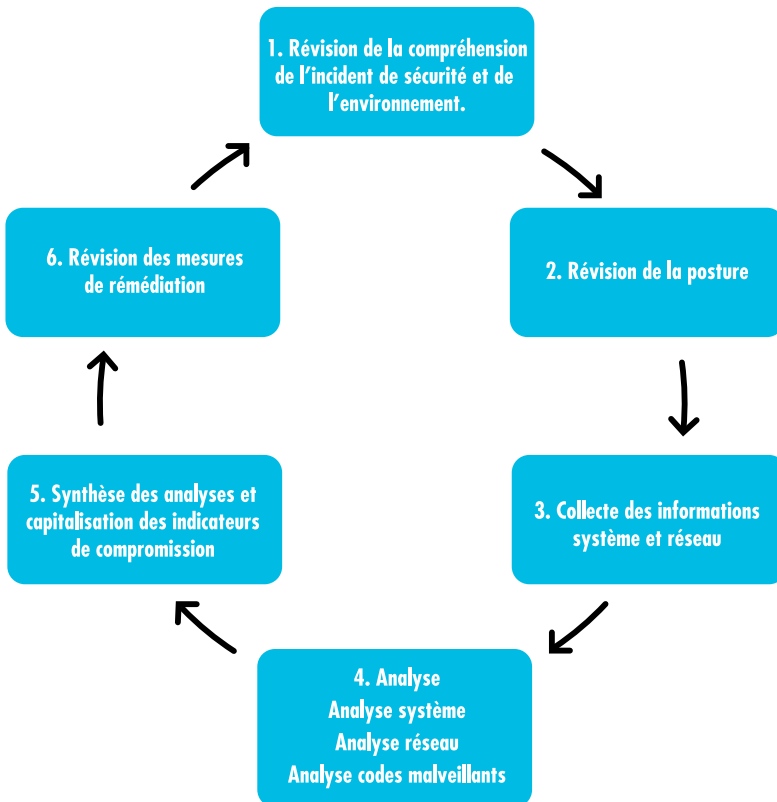 1. Révision de la compréhension
de l'incident de sécurité et de
l'environnement.
2. Révision de la posture
3. Collecte des informations
système et réseau
4. Analyse
Analyse système
Analyse réseau
Analyse codes malveillants
5. Synthèse des analyses et
capitalisation des indicateurs
de compromission
6. Révision des mesures
de rémédiation